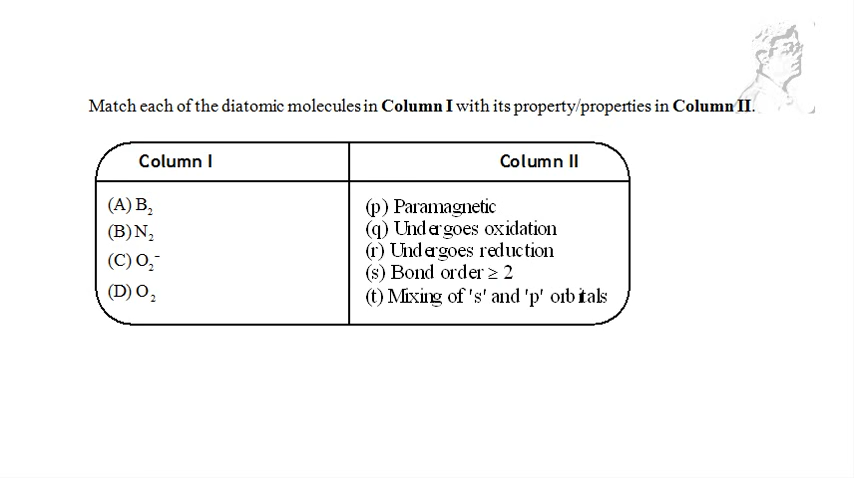 Match each of the diatomic molecules in Column I with its property/properties in Column II.
Column I
Column II
(A) B₂
(B) N₂
(C) O₂⁻
(D) O₂
(p) Paramagnetic
(q) Undergoes oxidation
(r) Undergoes reduction
(s) Bond order ≥ 2
(t) Mixing of 's' and 'p' orbitals